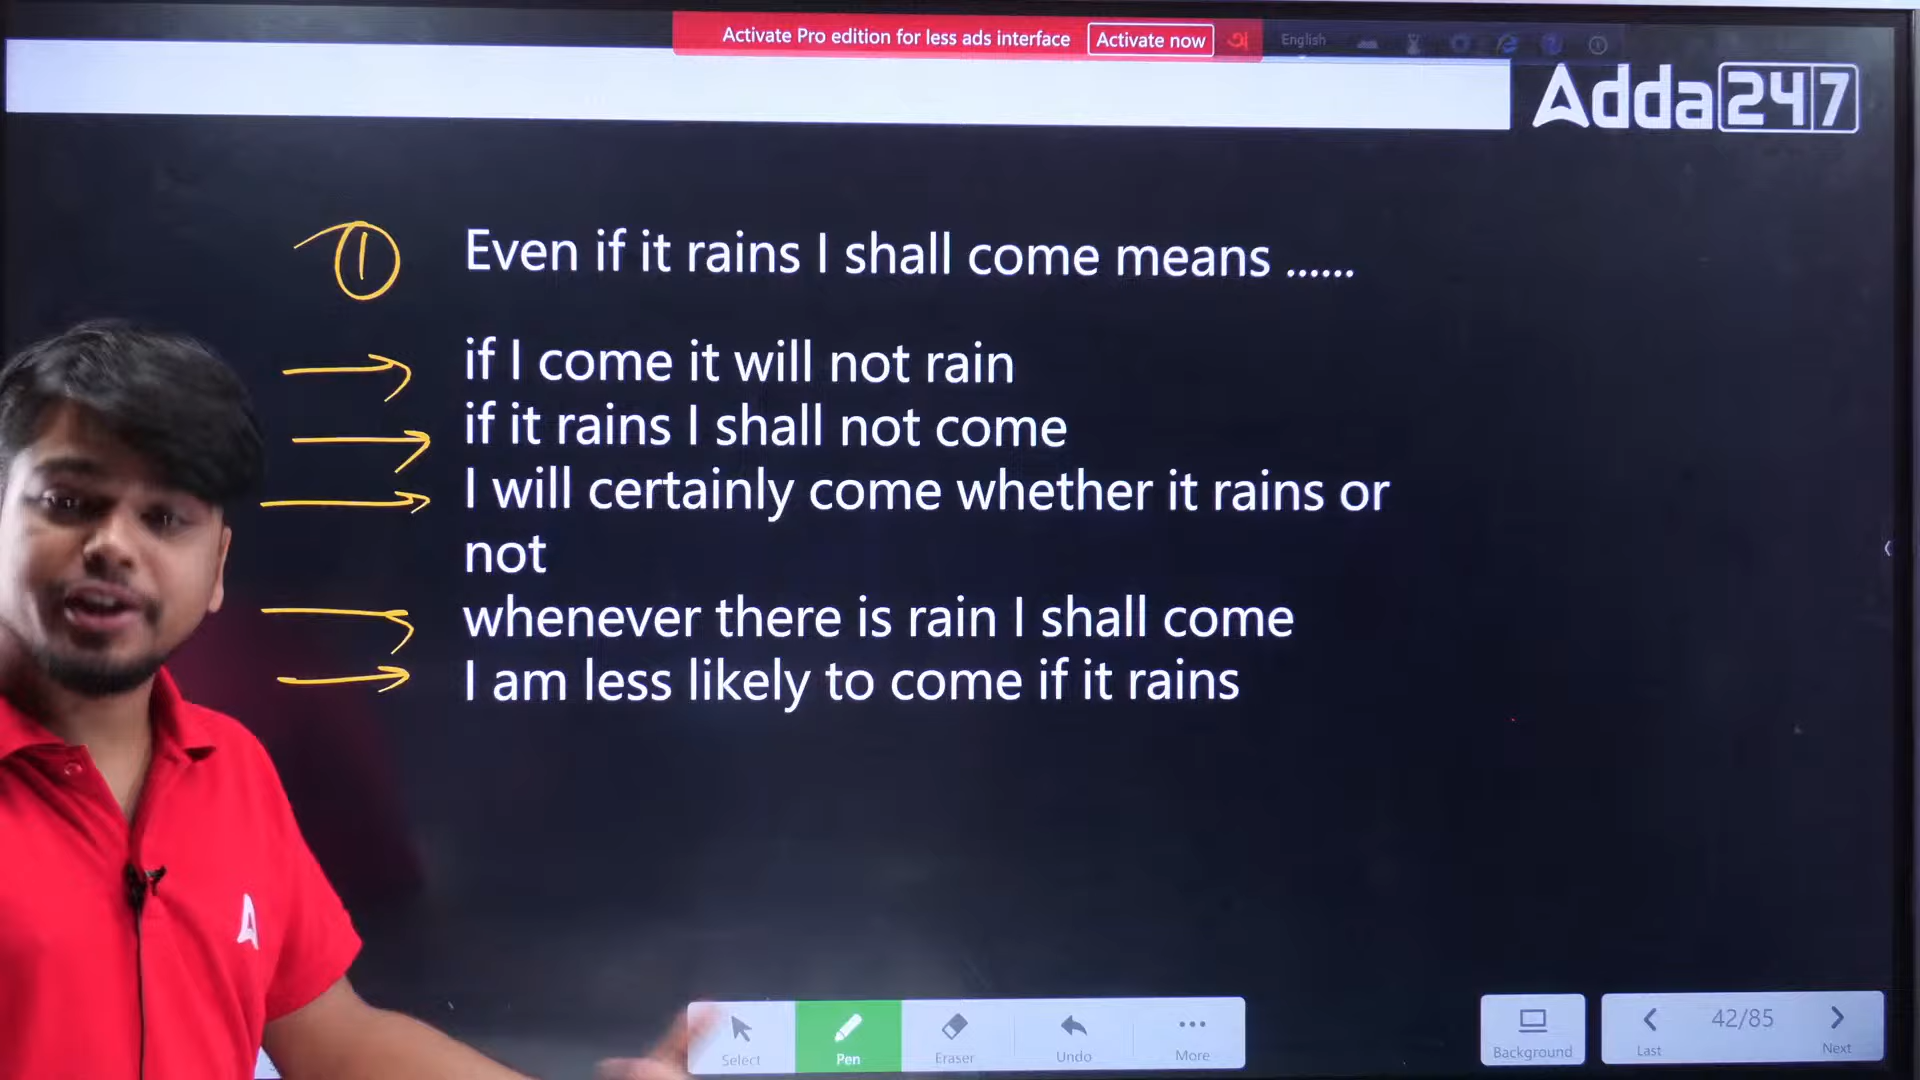 Activate Pro edition for less ads interface Activate now English
Adda247
① Even if it rains I shall come means ......
if I come it will not rain
if it rains I shall not come
I will certainly come whether it rains or
not
whenever there is rain I shall come
I am less likely to come if it rains
Select Pen Eraser Undo More Background Last 42/85 Next